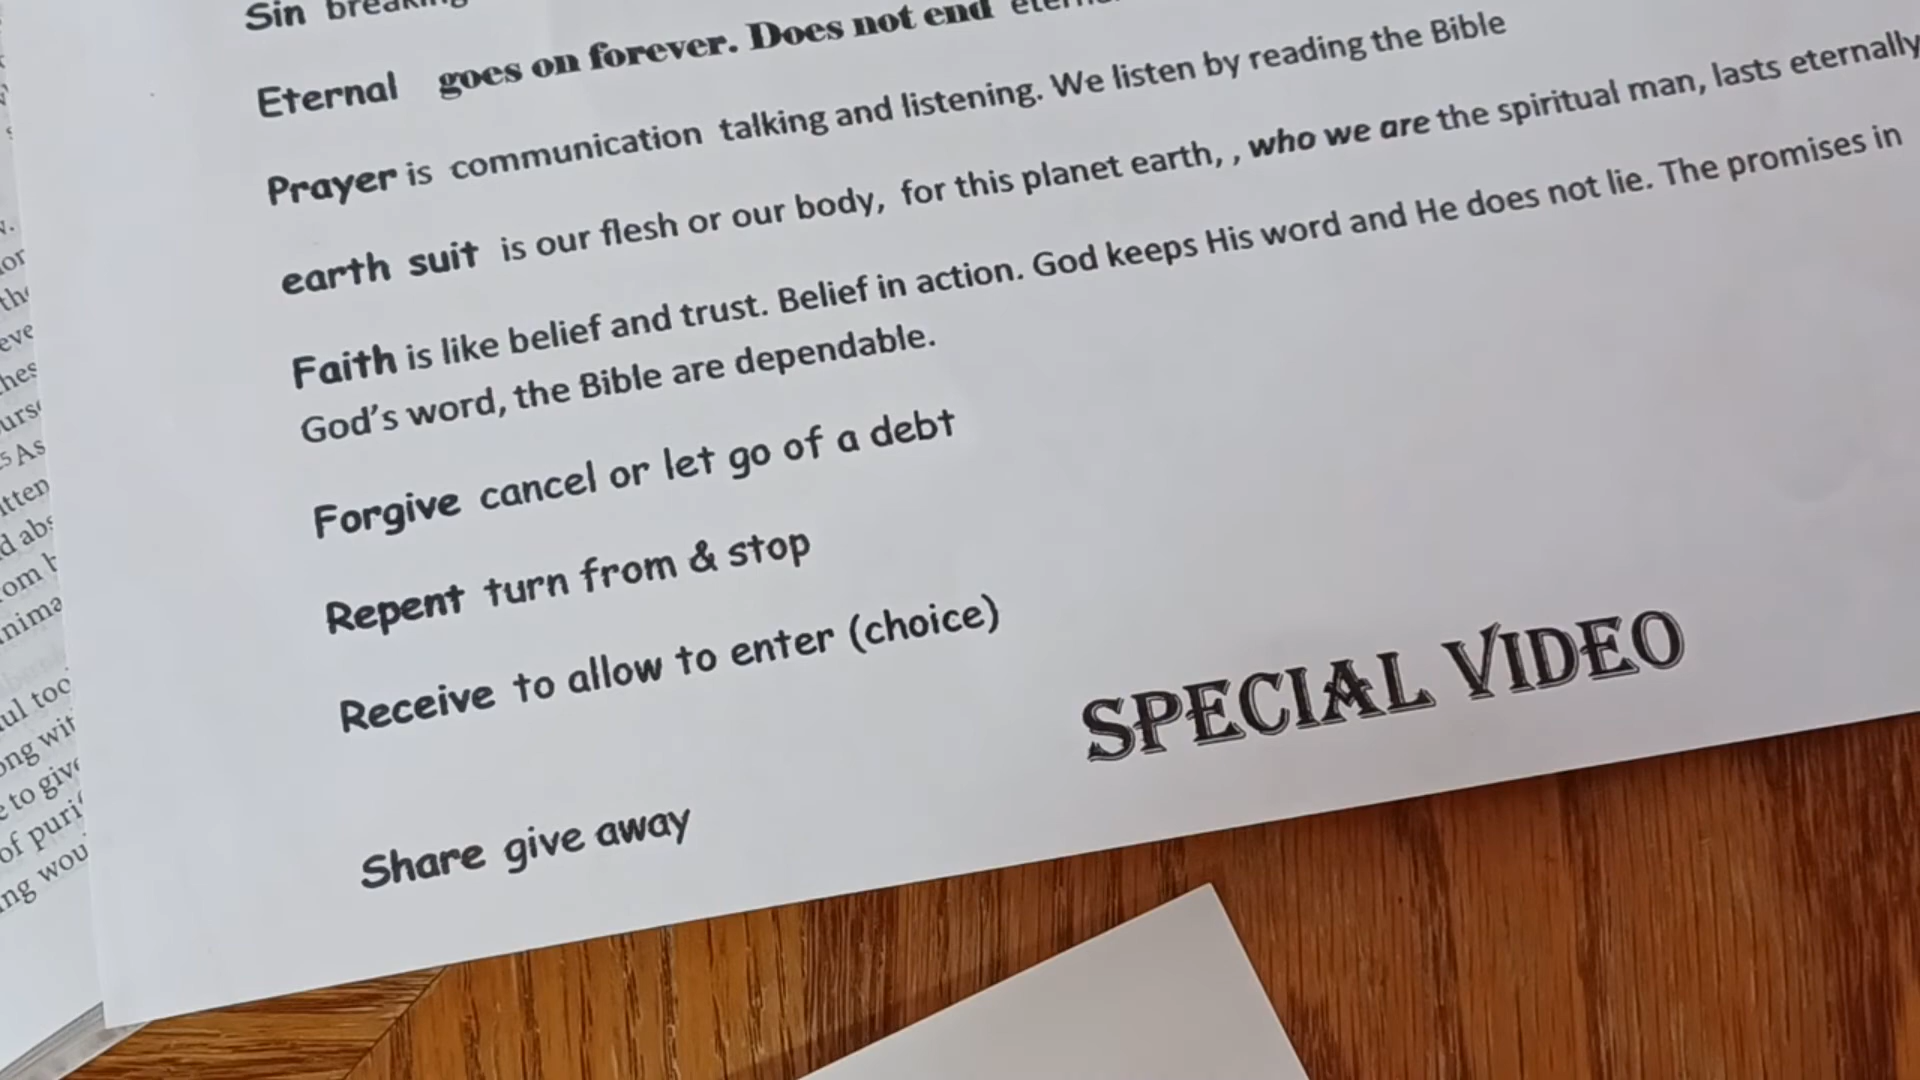 Sin
Eternal goes on forever. Does not end
Prayer is communication talking and listening. We listen by reading the Bible
earth suit is our flesh or our body, for this planet earth, , who we are the spiritual man, lasts eternally
Faith is like belief and trust. Belief in action. God keeps His word and He does not lie. The promises in
God's word, the Bible are dependable.
Forgive cancel or let go of a debt
Repent turn from & stop
Receive to allow to enter (choice)
SPECIAL VIDEO
Share give away